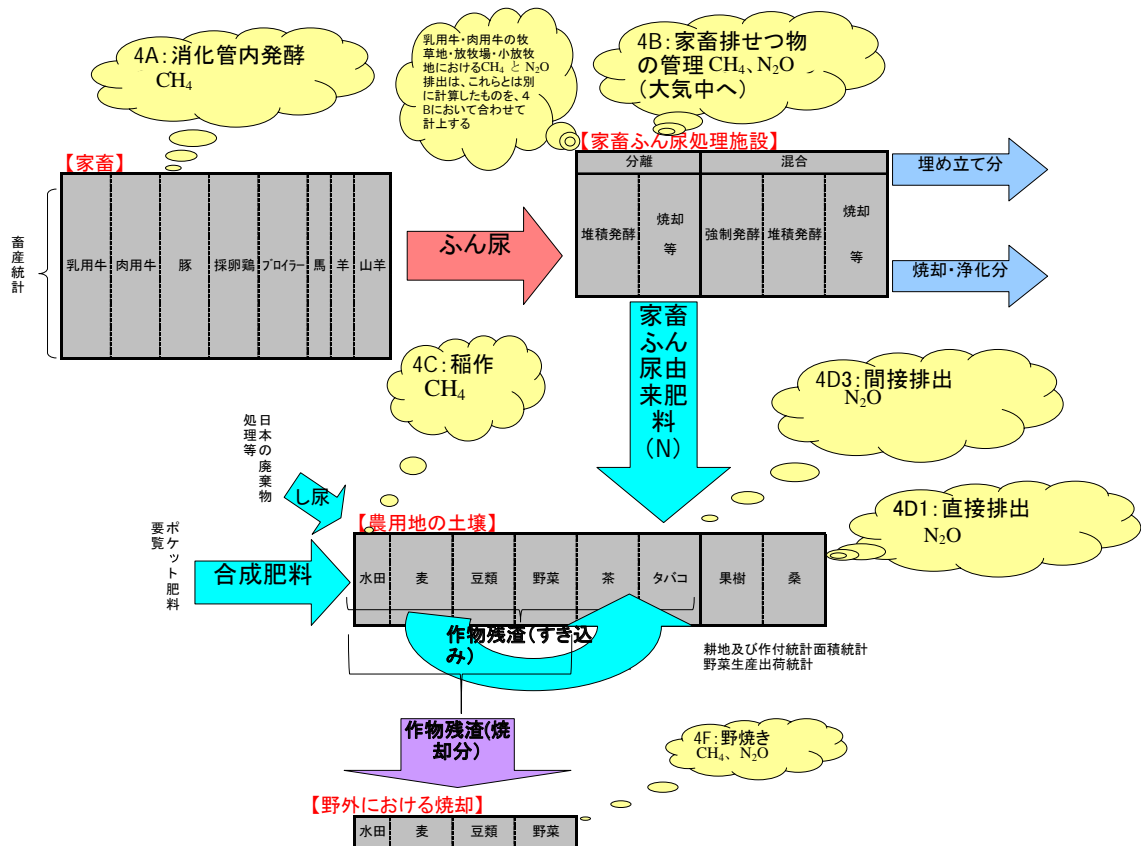 4A：消化管内発酵
CH₄
乳用牛・肉用牛の牧
草地・放牧場・小放牧
地におけるCH₄ と N₂O
排出は、これらとは別
に計算したものを、４
Bにおいて合わせて
計上する
4B：家畜排せつ物
の管理 CH₄、N₂O
（大気中へ）
【家畜】
畜産統計
乳用牛
肉用牛
豚
採卵鶏
ブロイラー
馬
羊
山羊
ふん尿
【家畜ふん尿処理施設】
分離
混合
堆積発酵
焼却
等
強制発酵
堆積発酵
焼却
等
埋め立て分
焼却・浄化分
家畜ふん尿由来肥料（N）
4C：稲作
CH₄
4D3：間接排出
N₂O
4D1：直接排出
N₂O
日本の廃棄物
処理等
し尿
ポケット肥料
要覧
合成肥料
【農用地の土壌】
水田
麦
豆類
野菜
茶
タバコ
果樹
桑
作物残渣（すき込
み）
耕地及び作付統計面積統計
野菜生産出荷統計
作物残渣(焼
却分）
4F：野焼き
CH₄、 N₂O
【野外における焼却】
水田
麦
豆類
野菜